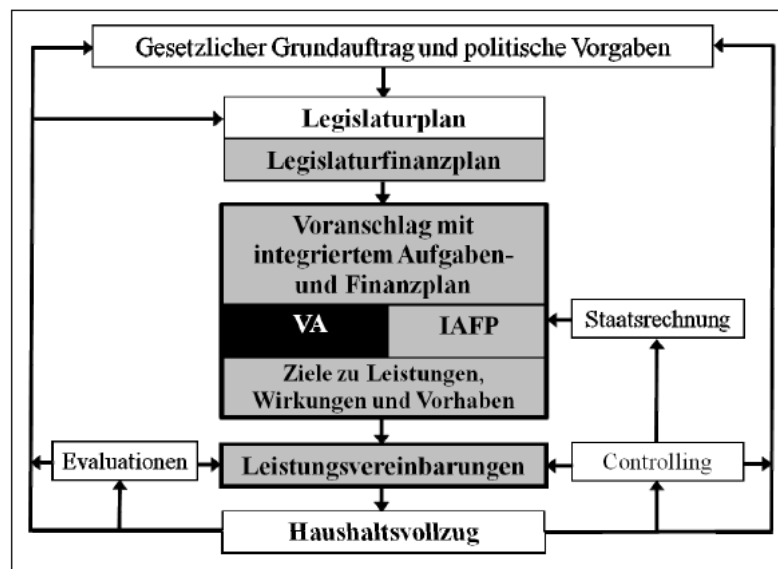 Gesetzlicher Grundauftrag und politische Vorgaben
Legislaturplan
Legislaturfinanzplan
Voranschlag mit
integriertem Aufgaben-
und Finanzplan
VA
IAFP
Staatsrechnung
Ziele zu Leistungen,
Wirkungen und Vorhaben
Evaluationen
Leistungsvereinbarungen
Controlling
Haushaltsvollzug